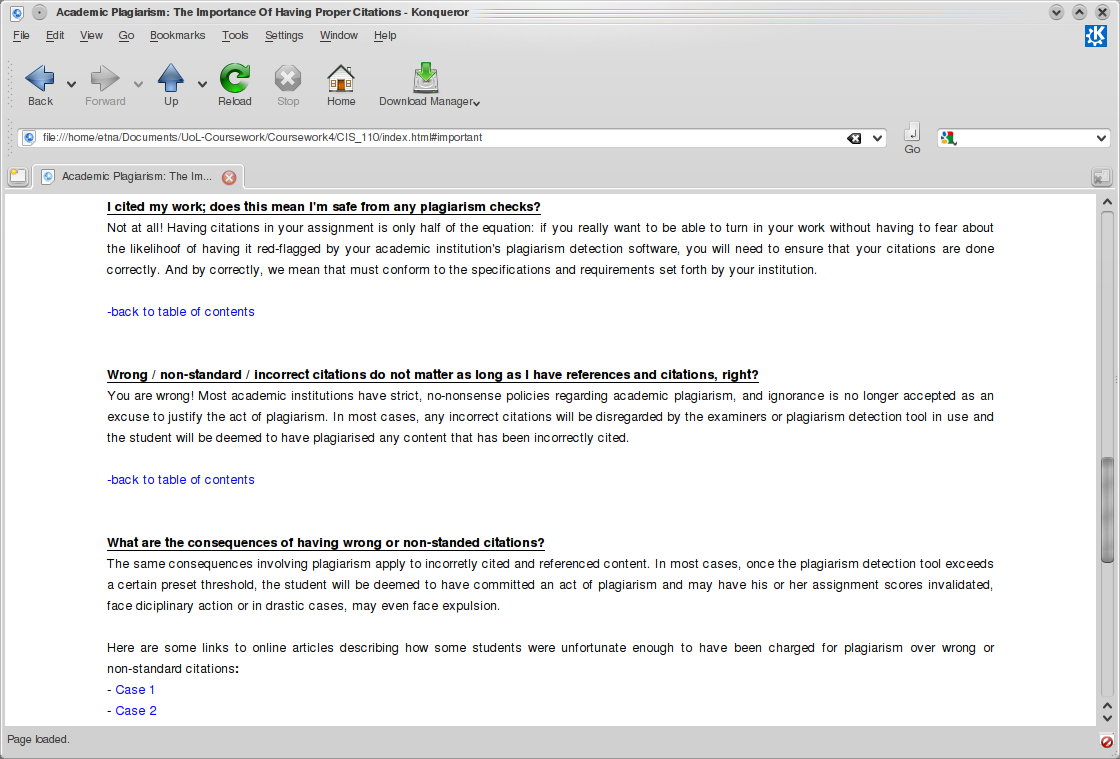 Academic Plagiarism: The Importance Of Having Proper Citations - Konqueror
File Edit View Go Bookmarks Tools Settings Window Help
Back Forward Up Reload Stop Home Download Manager
file:///home/etna/Documents/UoL-Coursework/Coursework4/CIS_110/index.html#important
Go
Academic Plagiarism: The Im...
I cited my work; does this mean I'm safe from any plagiarism checks?
Not at all! Having citations in your assignment is only half of the equation: if you really want to be able to turn in your work without having to fear about
the likelihoof of having it red-flagged by your academic institution's plagiarism detection software, you will need to ensure that your citations are done
correctly. And by correctly, we mean that must conform to the specifications and requirements set forth by your institution.
-back to table of contents
Wrong / non-standard / incorrect citations do not matter as long as I have references and citations, right?
You are wrong! Most academic institutions have strict, no-nonsense policies regarding academic plagiarism, and ignorance is no longer accepted as an
excuse to justify the act of plagiarism. In most cases, any incorrect citations will be disregarded by the examiners or plagiarism detection tool in use and
the student will be deemed to have plagiarised any content that has been incorrectly cited.
-back to table of contents
What are the consequences of having wrong or non-standed citations?
The same consequences involving plagiarism apply to incorretly cited and referenced content. In most cases, once the plagiarism detection tool exceeds
a certain preset threshold, the student will be deemed to have committed an act of plagiarism and may have his or her assignment scores invalidated,
face diciplinary action or in drastic cases, may even face expulsion.
Here are some links to online articles describing how some students were unfortunate enough to have been charged for plagiarism over wrong or
non-standard citations:
- Case 1
- Case 2
Page loaded.